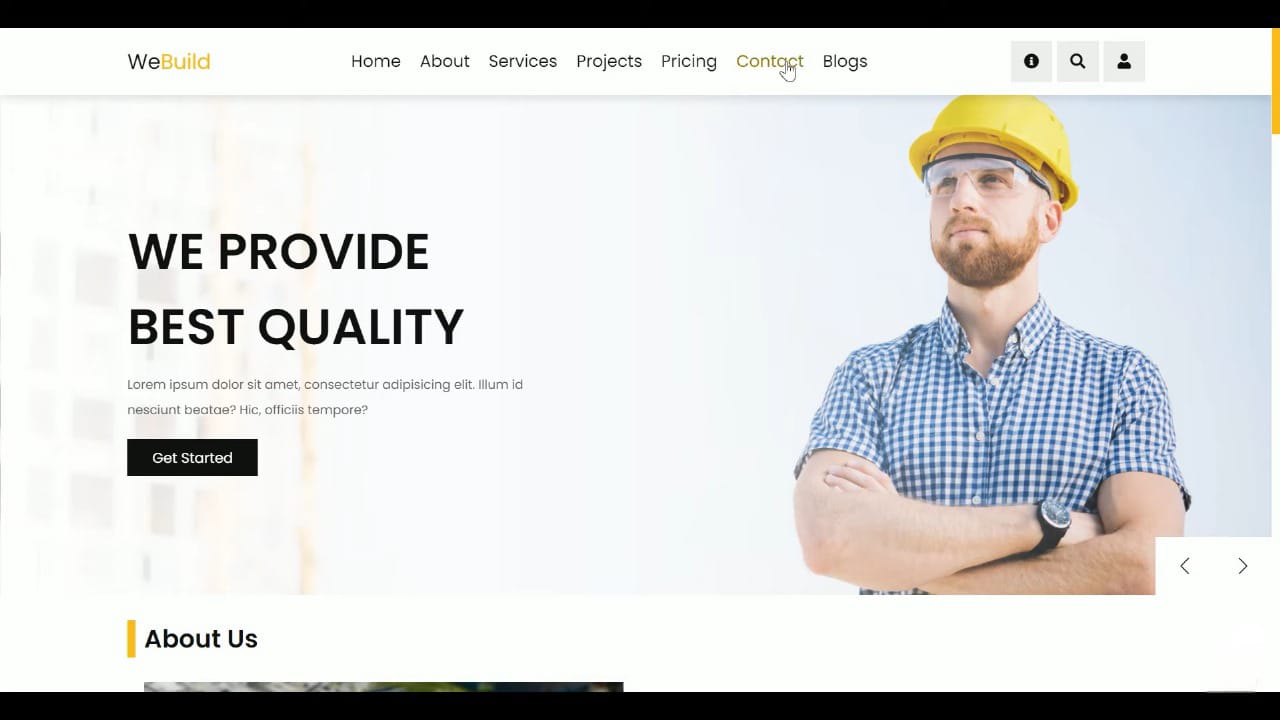 WeBuild
Home About Services Projects Pricing Contact Blogs
WE PROVIDE
BEST QUALITY
Lorem ipsum dolor sit amet, consectetur adipisicing elit. Illum id
nesciunt beatae? Hic, officiis tempore?
Get Started
About Us